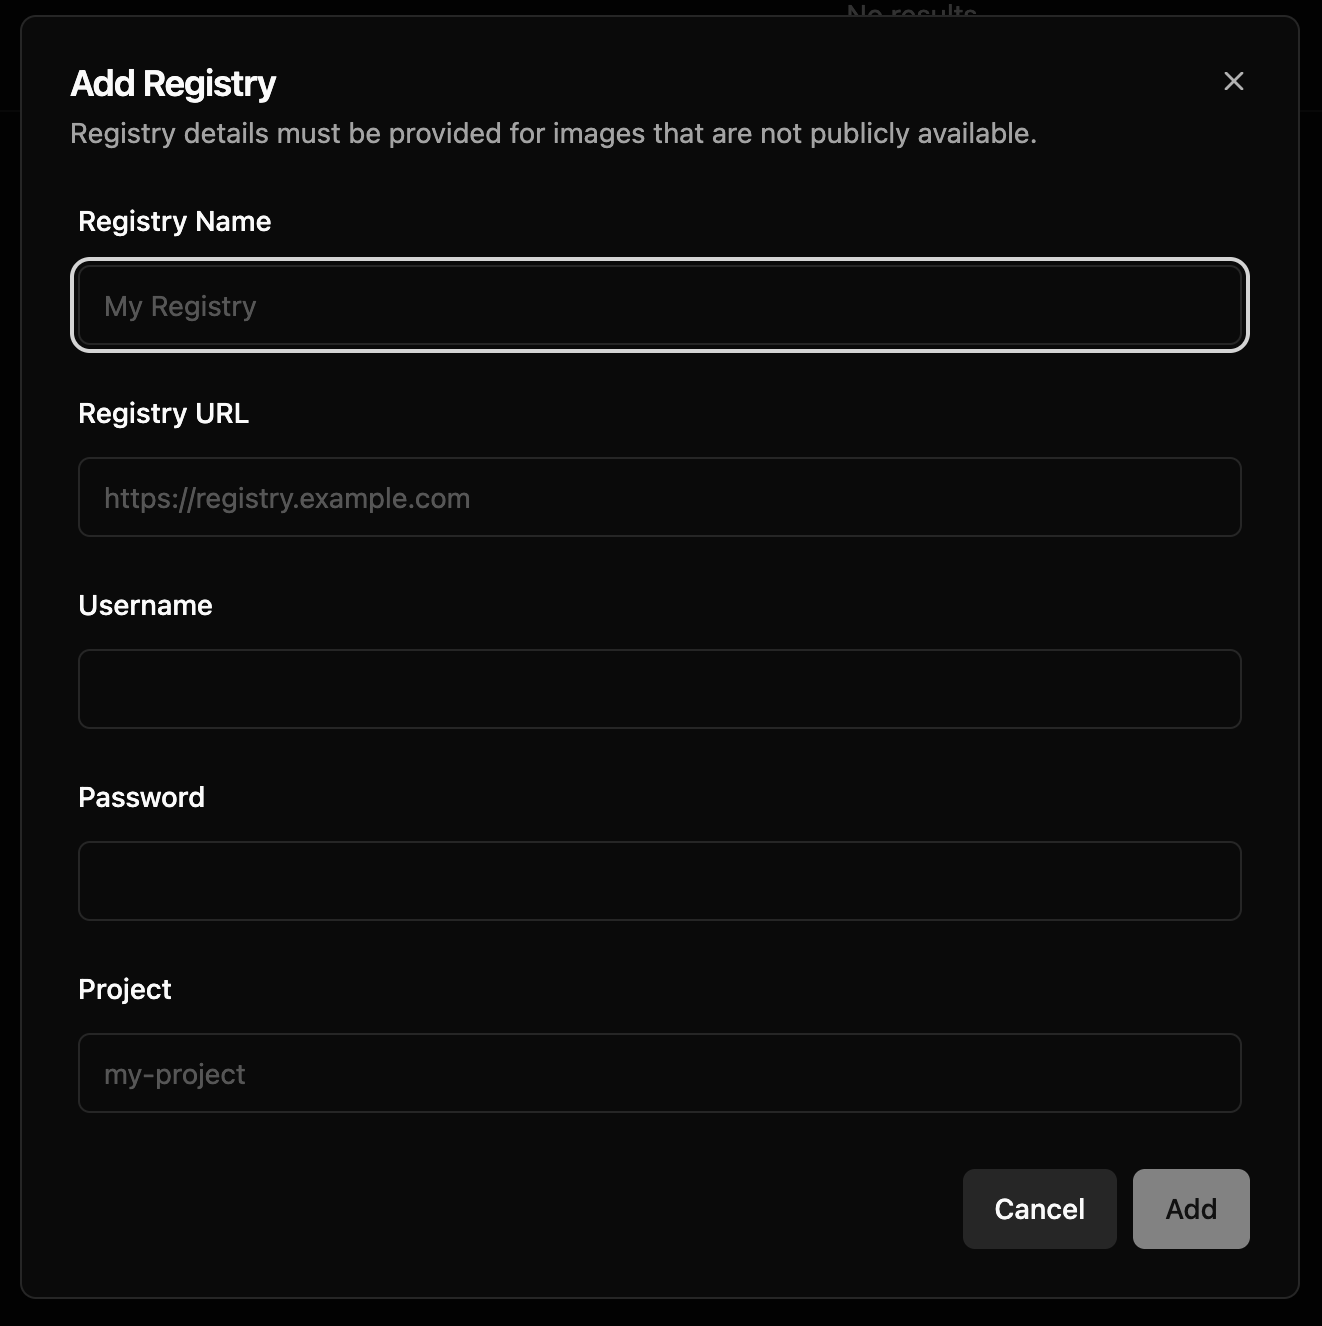 No results.
Add Registry
Registry details must be provided for images that are not publicly available.
Registry Name
My Registry
Registry URL
https://registry.example.com
Username
Password
Project
my-project
Cancel
Add